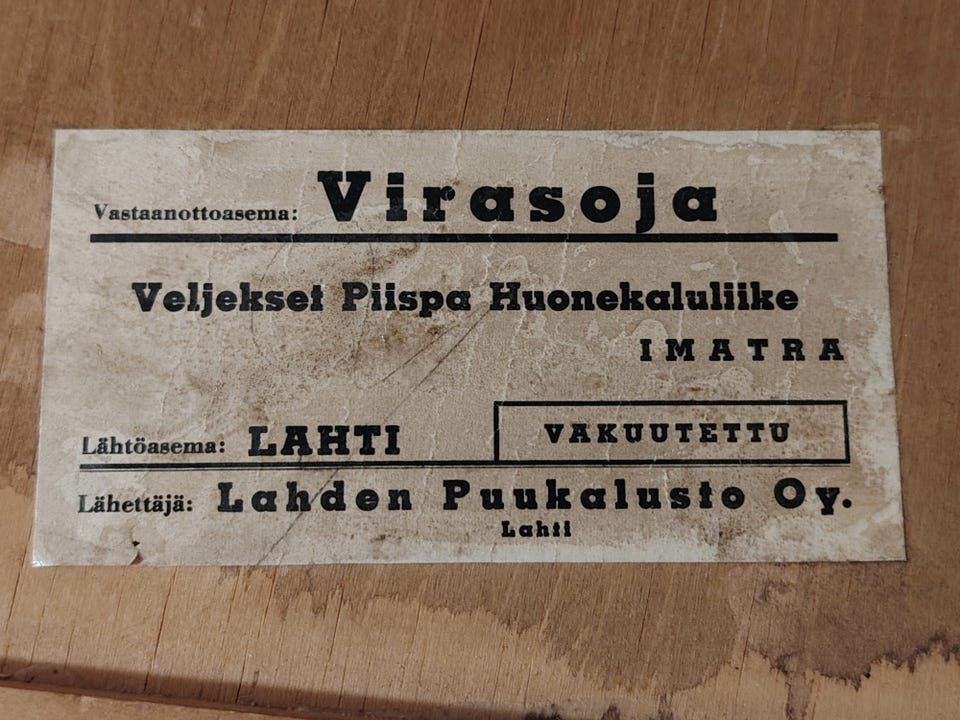 Vastaanottoasema: Virasoja
Veljekset Piispa Huonekaluliike
IMATRA
Lähtöasema: LAHTI
VAKUUTETTU
Lähettäjä: Lahden Puukalusto Oy.
Lahti